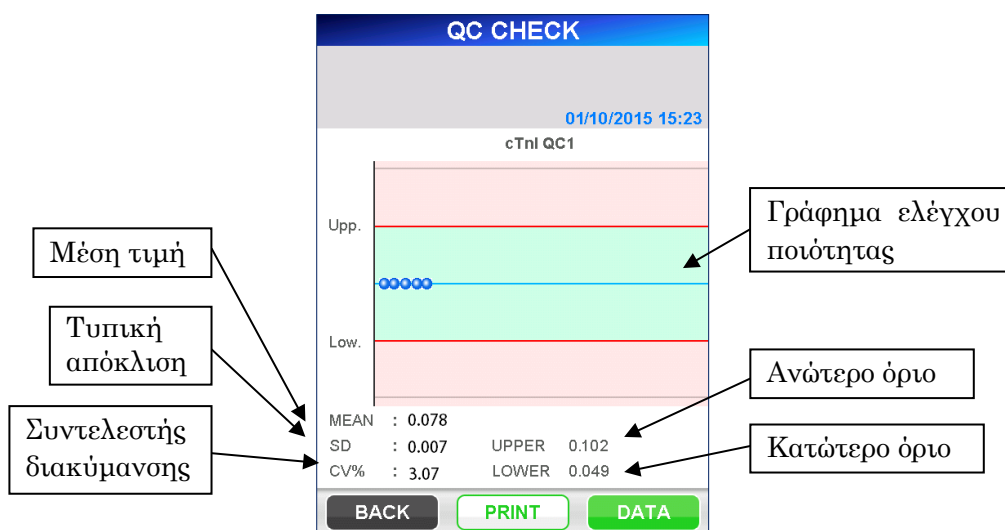 QC CHECK
01/10/2015 15:23
cTnI QC1
Upp.
Low.
MEAN : 0.078
SD : 0.007 UPPER 0.102
CV% : 3.07 LOWER 0.049
BACK PRINT DATA
Μέση τιμή
Τυπική
απόκλιση
Συντελεστής
διακύμανσης
Γράφημα ελέγχου
ποιότητας
Ανώτερο όριο
Κατώτερο όριο